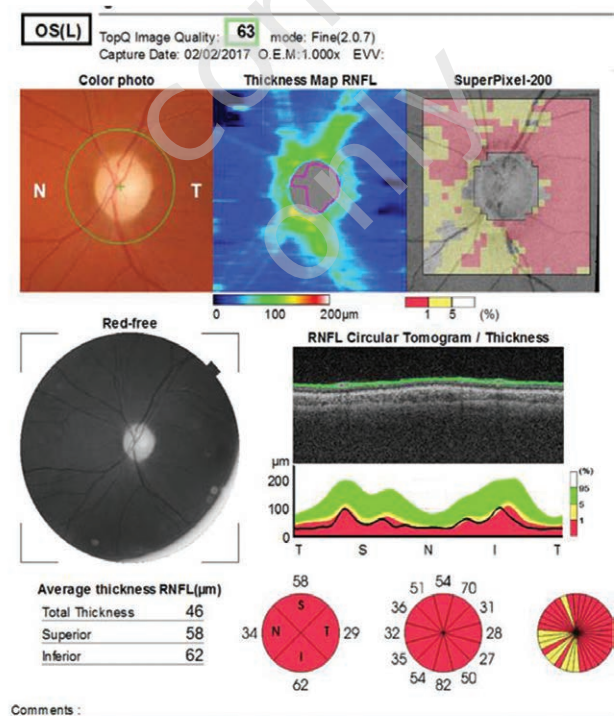 OS(L) TopQ Image Quality: 63 mode: Fine(2.0.7)
Capture Date: 02/02/2017 O.E.M:1.000x EVV:
Color photo Thickness Map RNFL SuperPixel-200
N T
0 100 200µm 1 5 (%)
Red-free RNFL Circular Tomogram / Thickness
µm
200
100
0
T S N I T
(%)
95
5
1
Average thickness RNFL(µm)
Total Thickness 46
Superior 58
Inferior 62
58
34 S N T I 29
62
51 54 70
36 31
32 28
35 27
54 82 50
Comments :
only